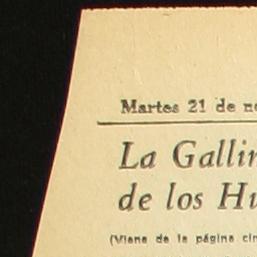 Martes 21 de no
La Gallin
de los Hu
(Viene de la página cin